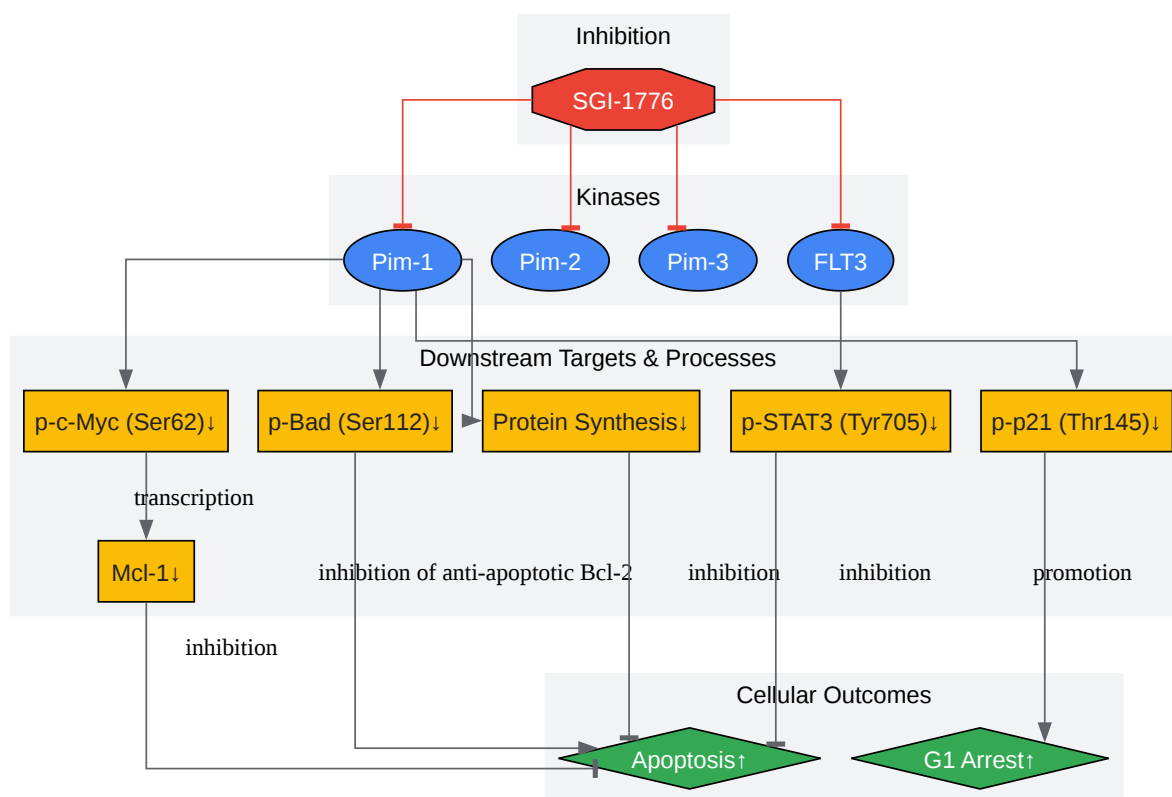 Inhibition
SGI-1776
Kinases
Pim-1
Pim-2
Pim-3
FLT3
Downstream Targets & Processes
p-c-Myc (Ser62)↓
p-Bad (Ser112)↓
Protein Synthesis↓
p-STAT3 (Tyr705)↓
p-p21 (Thr145)↓
transcription
Mcl-1↓
inhibition of anti-apoptotic Bcl-2
inhibition
inhibition
promotion
inhibition
Cellular Outcomes
Apoptosis↑
G1 Arrest↑